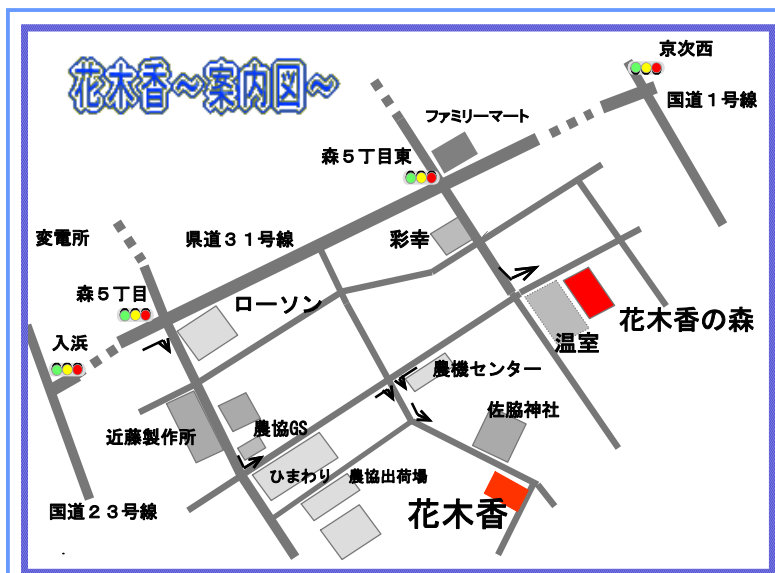 花木香～案内図～
京次西
国道１号線
ファミリーマート
森５丁目東
変電所
県道３１号線
彩幸
森５丁目
ローソン
花木香の森
入浜
温室
農機センター
佐脇神社
近藤製作所
農協GS
ひまわり
農協出荷場
国道２３号線
花木香